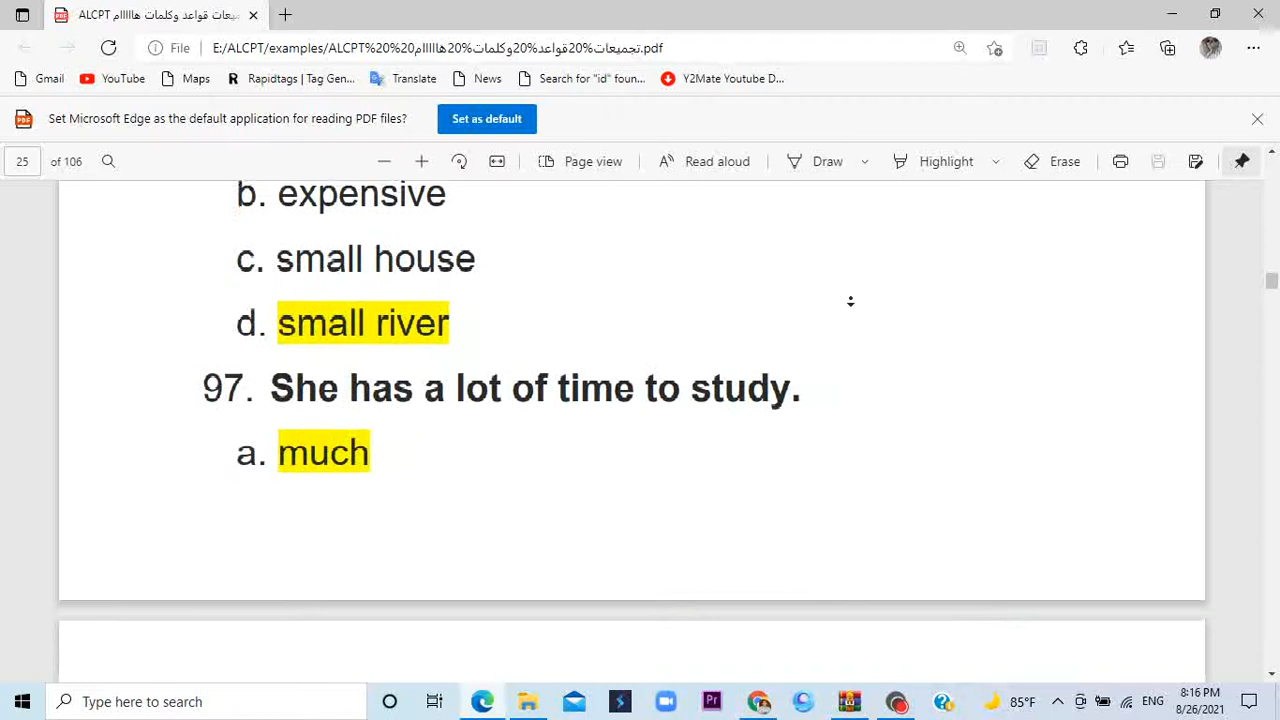 ALCPT تجميعات قواعد وكلمات هااااام
File
E:/ALCPT/examples/ALCPT%20%20تجميعات%20قواعد%20وكلمات%20هااااام.pdf
Gmail YouTube Maps Rapidtags | Tag Gen... Translate News Search for "id" foun... Y2Mate Youtube D...
Set Microsoft Edge as the default application for reading PDF files? Set as default
25 of 106 Page view Read aloud Draw Highlight Erase
b. expensive
c. small house
d. small river
97. She has a lot of time to study.
a. much
Type here to search
85°F ENG 8:16 PM
8/26/2021